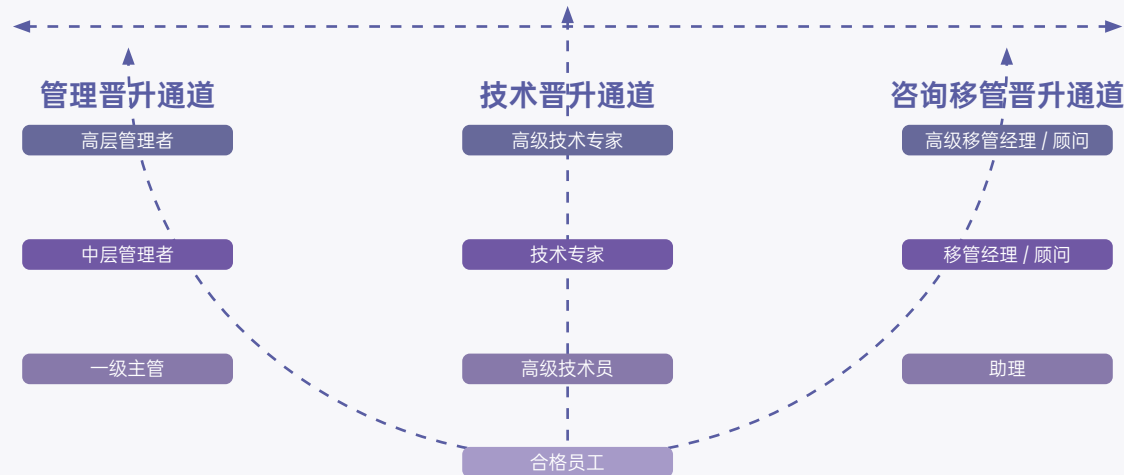 管理晋升通道
技术晋升通道
咨询移管晋升通道
高层管理者
高级技术专家
高级移管经理 / 顾问
中层管理者
技术专家
移管经理 / 顾问
一级主管
高级技术员
助理
合格员工